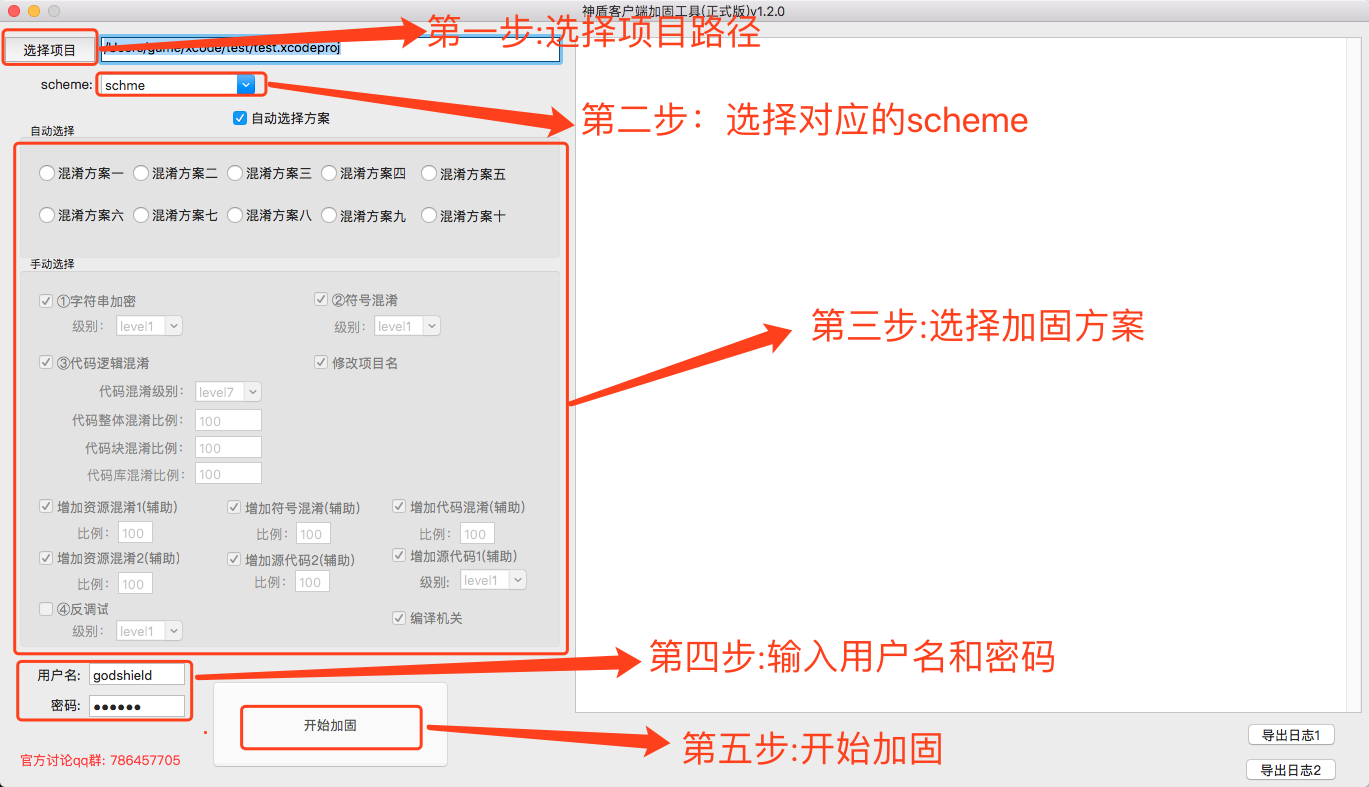 神盾客户端加固工具(正式版)v1.2.0
选择项目
/Users/game/xcode/test/test.xcodeproj
第一步:选择项目路径
scheme:
schme
第二步：选择对应的scheme
自动选择方案
自动选择
混淆方案一
混淆方案二
混淆方案三
混淆方案四
混淆方案五
混淆方案六
混淆方案七
混淆方案八
混淆方案九
混淆方案十
手动选择
①字符串加密
②符号混淆
级别：
level1
级别：
level1
第三步:选择加固方案
③代码逻辑混淆
修改项目名
代码混淆级别：
level7
代码整体混淆比例：
100
代码块混淆比例：
100
代码库混淆比例：
100
增加资源混淆1(辅助)
增加符号混淆(辅助)
增加代码混淆(辅助)
比例：
100
比例：
100
比例：
100
增加资源混淆2(辅助)
增加源代码2(辅助)
增加源代码1(辅助)
比例：
100
比例：
100
级别:
level1
④反调试
编译机关
级别：
level1
第四步:输入用户名和密码
用户名:
godshield
密码:
●●●●●●
开始加固
第五步:开始加固
官方讨论qq群: 786457705
导出日志1
导出日志2